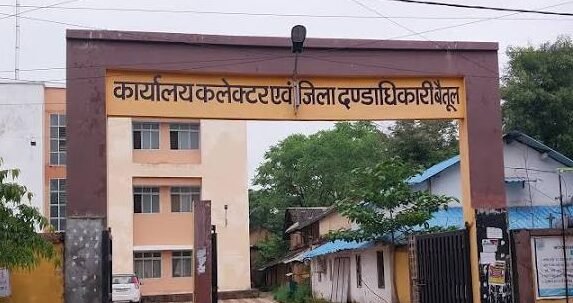 कार्यालय कलेक्टर एवं जिला दण्डाधिकारी बैतूल